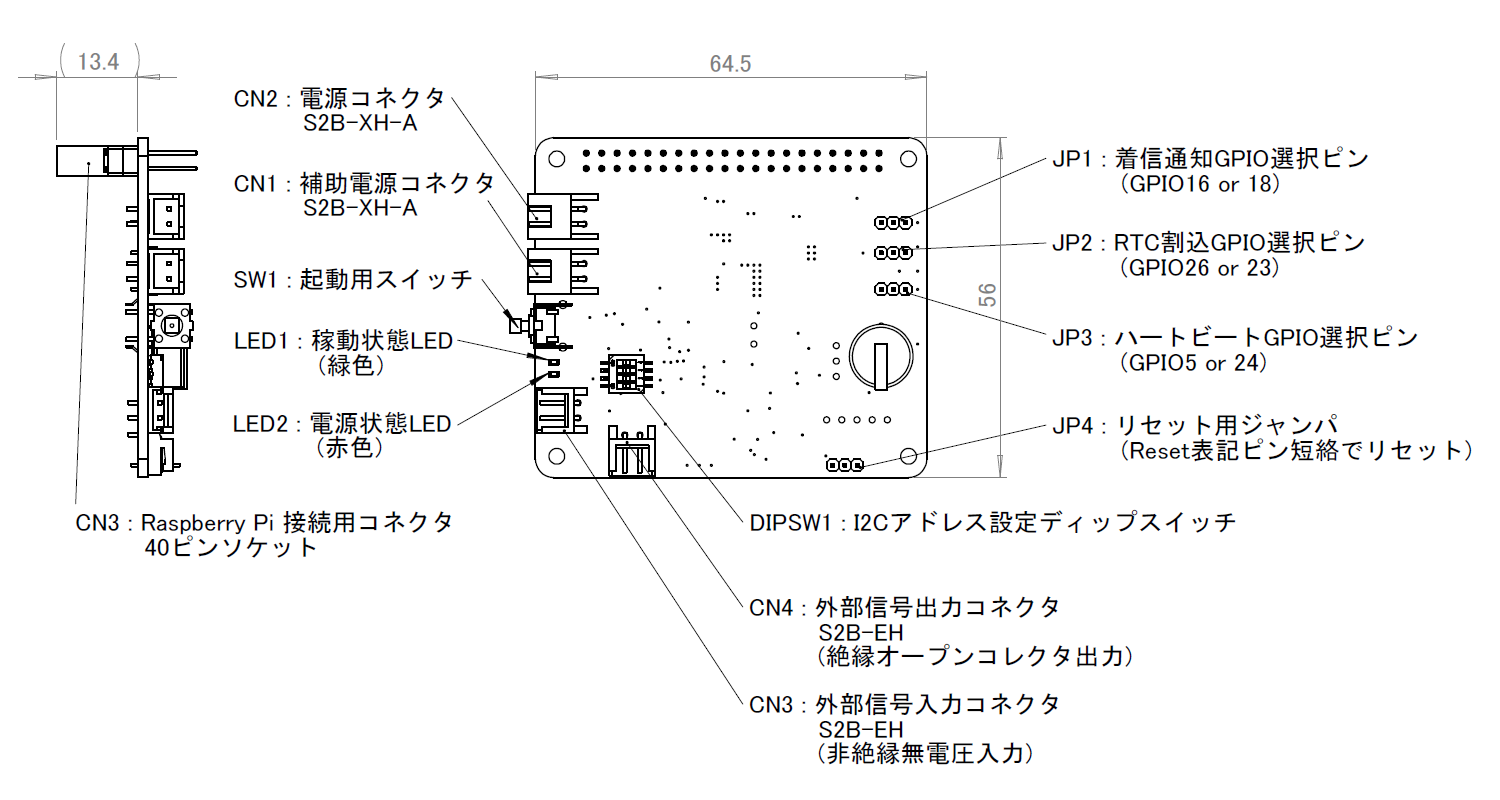 (13.4)
64.5
56
CN2 : 電源コネクタ
S2B-XH-A
CN1 : 補助電源コネクタ
S2B-XH-A
SW1 : 起動用スイッチ
LED1 : 稼動状態LED
(緑色)
LED2 : 電源状態LED
(赤色)
CN3 : Raspberry Pi 接続用コネクタ
40ピンソケット
JP1 : 着信通知GPIO選択ピン
(GPIO16 or 18)
JP2 : RTC割込GPIO選択ピン
(GPIO26 or 23)
JP3 : ハートビートGPIO選択ピン
(GPIO5 or 24)
JP4 : リセット用ジャンパ
(Reset表記ピン短絡でリセット)
DIPSW1 : I2Cアドレス設定ディップスイッチ
CN4 : 外部信号出力コネクタ
S2B-EH
(絶縁オープンコレクタ出力)
CN3 : 外部信号入力コネクタ
S2B-EH
(非絶縁無電圧入力)